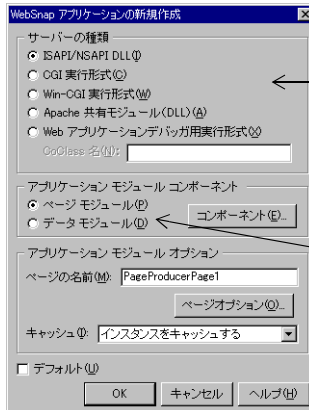 WebSnap アプリケーションの新規作成
サーバーの種類
ISAPI/NSAPI DLL(I)
CGI 実行形式(C)
Win-CGI 実行形式(W)
Apache 共有モジュール(DLL)(A)
Web アプリケーションデバッガ用実行形式(X)
CoClass 名(N):
アプリケーション モジュール コンポーネント
ページ モジュール(P)
データ モジュール(D)
コンポーネント(E)...
アプリケーション モジュール オプション
ページの名前(M): PageProducerPage1
ページオプション(O)...
キャッシュ(I): インスタンスをキャッシュする
デフォルト(U)
OK キャンセル ヘルプ(H)